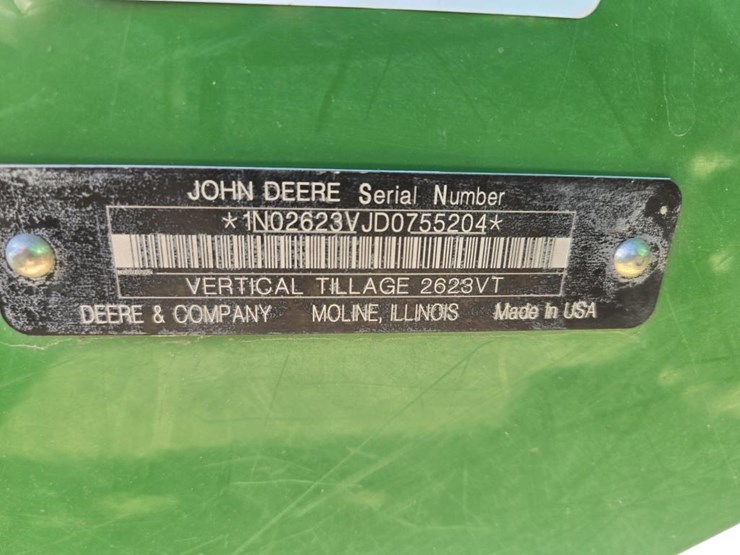 JOHN DEERE Serial Number
*1N02623VJD0755204*
VERTICAL TILLAGE 2623VT
DEERE & COMPANY MOLINE, ILLINOIS Made in USA